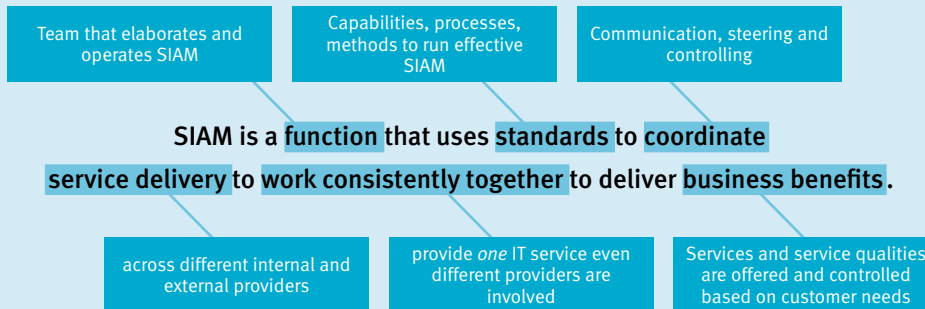 Team that elaborates and
operates SIAM
Capabilities, processes,
methods to run effective
SIAM
Communication, steering and
controlling
SIAM is a function that uses standards to coordinate
service delivery to work consistently together to deliver business benefits.
across different internal and
external providers
provide one IT service even
different providers are
involved
Services and service qualities
are offered and controlled
based on customer needs